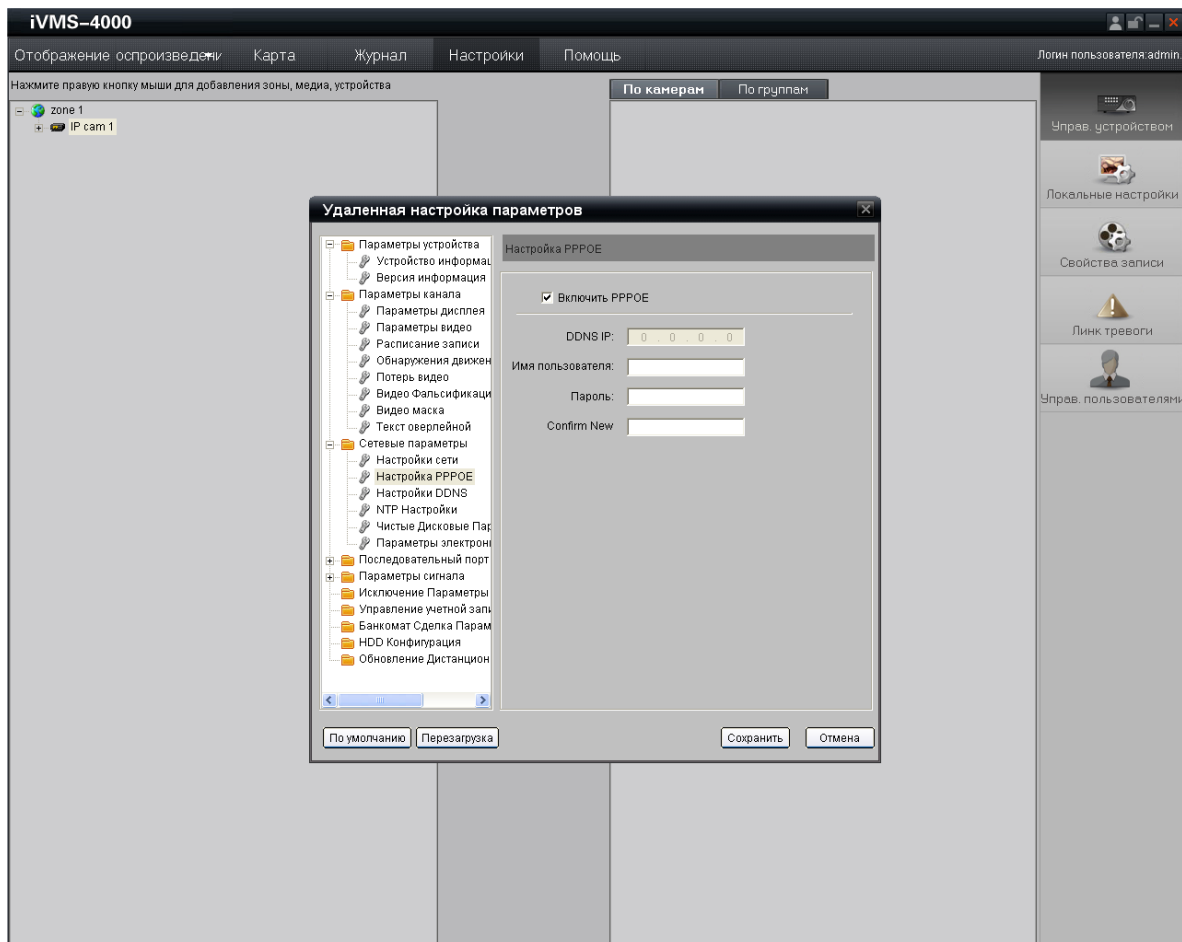 iVMS-4000
Отображение оспроизведени Карта Журнал Настройки Помощь
Логин пользователя:admin.
Нажмите правую кнопку мыши для добавления зоны, медиа, устройства
zone 1
IP cam 1
По камерам По группам
Управ. устройством
Локальные настройки
Свойства записи
Линк тревоги
Управ. пользователями
Удаленная настройка параметров
Параметры устройства
Устройство информац
Версия информация
Параметры канала
Параметры дисплея
Параметры видео
Расписание записи
Обнаружения движен
Потерь видео
Видео Фальсификаци
Видео маска
Текст оверлейной
Сетевые параметры
Настройки сети
Настройка PPPOE
Настройки DDNS
NTP Настройки
Чистые Дисковые Пар
Параметры электрон
Последовательный порт
Параметры сигнала
Исключение Параметры
Управление учетной запи
Банкомат Сделка Парам
HDD Конфигурация
Обновление Дистанцион
Настройка PPPOE
Включить PPPOE
DDNS IP: 0 . 0 . 0 . 0
Имя пользователя:
Пароль:
Confirm New
По умолчанию Перезагрузка Сохранить Отмена